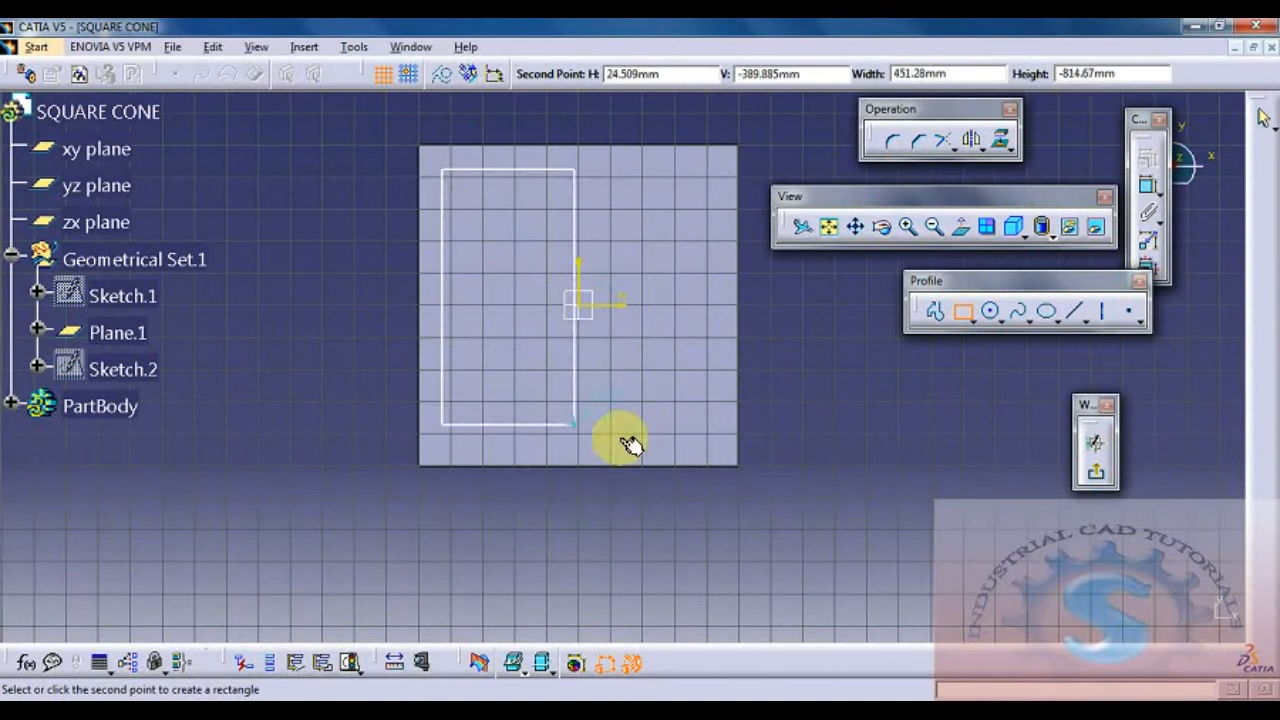 CATIA V5 - [SQUARE CONE]
Start ENOVIA V5 VPM File Edit View Insert Tools Window Help
Second Point: H: 24.509mm V: -389.885mm Width: 451.28mm Height: -814.67mm
SQUARE CONE
xy plane
yz plane
zx plane
Geometrical Set.1
Sketch.1
Plane.1
Sketch.2
PartBody
Operation
C...
y
x
z
View
Profile
W...
INDUSTRIAL CAD TUTORIALS
S
f(x)
CATIA
Select or click the second point to create a rectangle